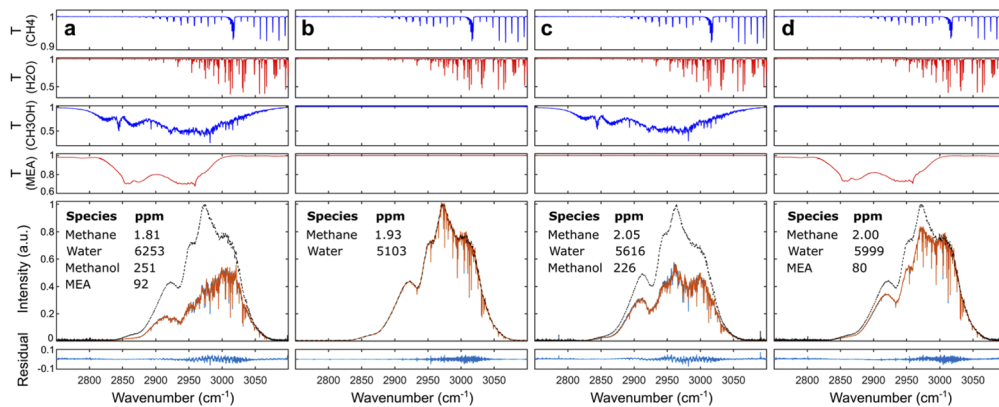 a b c d
T (CH4) 0.9 1
T (H2O) 0.5 1
T (CH3OH) 0 0.5 1
T (MEA) 0.6 0.8 1
Intensity (a.u.)
1
0.8
0.6
0.4
0.2
0
Species ppm
Methane 1.81
Water 6253
Methanol 251
MEA 92
Species ppm
Methane 1.93
Water 5103
Species ppm
Methane 2.05
Water 5616
Methanol 226
Species ppm
Methane 2.00
Water 5999
MEA 80
Residual 0.1 -0.1
2800 2850 2900 2950 3000 3050
2800 2850 2900 2950 3000 3050
2800 2850 2900 2950 3000 3050
2800 2850 2900 2950 3000 3050
Wavenumber (cm⁻¹)
Wavenumber (cm⁻¹)
Wavenumber (cm⁻¹)
Wavenumber (cm⁻¹)